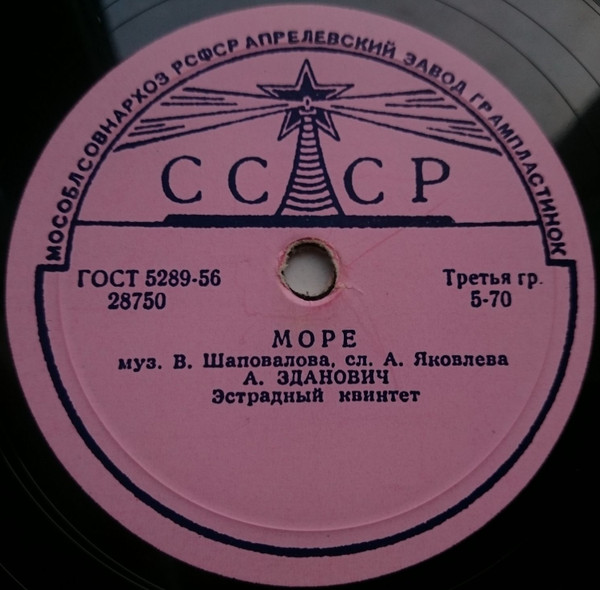 МОСОБЛСОВНАРХОЗ РСФСР АПРЕЛЕВСКИЙ ЗАВОД ГРАМПЛАСТИНОК
СССР
ГОСТ 5289-56
28750
Третья гр.
5-70
МОРЕ
муз. В. Шаповалова, сл. А. Яковлева
А. ЗДАНОВИЧ
Эстрадный квинтет